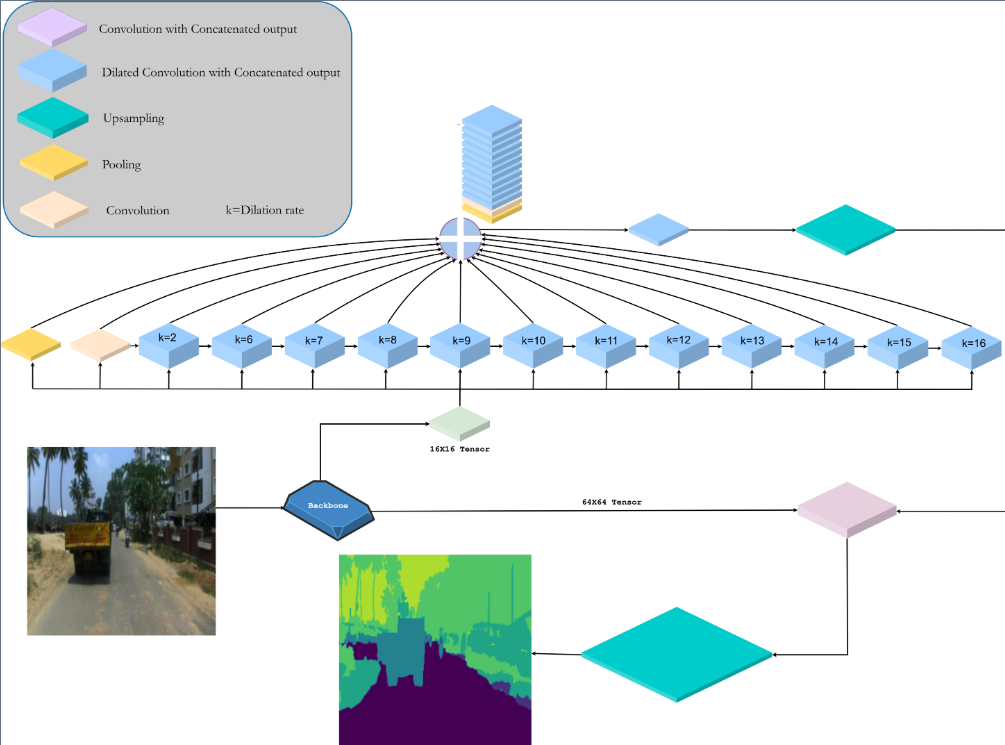 Convolution with Concatenated output
Dilated Convolution with Concatenated output
Upsampling
Pooling
Convolution k=Dilation rate
k=2 k=6 k=7 k=8 k=9 k=10 k=11 k=12 k=13 k=14 k=15 k=16
16X16 Tensor
64X64 Tensor
Backbone